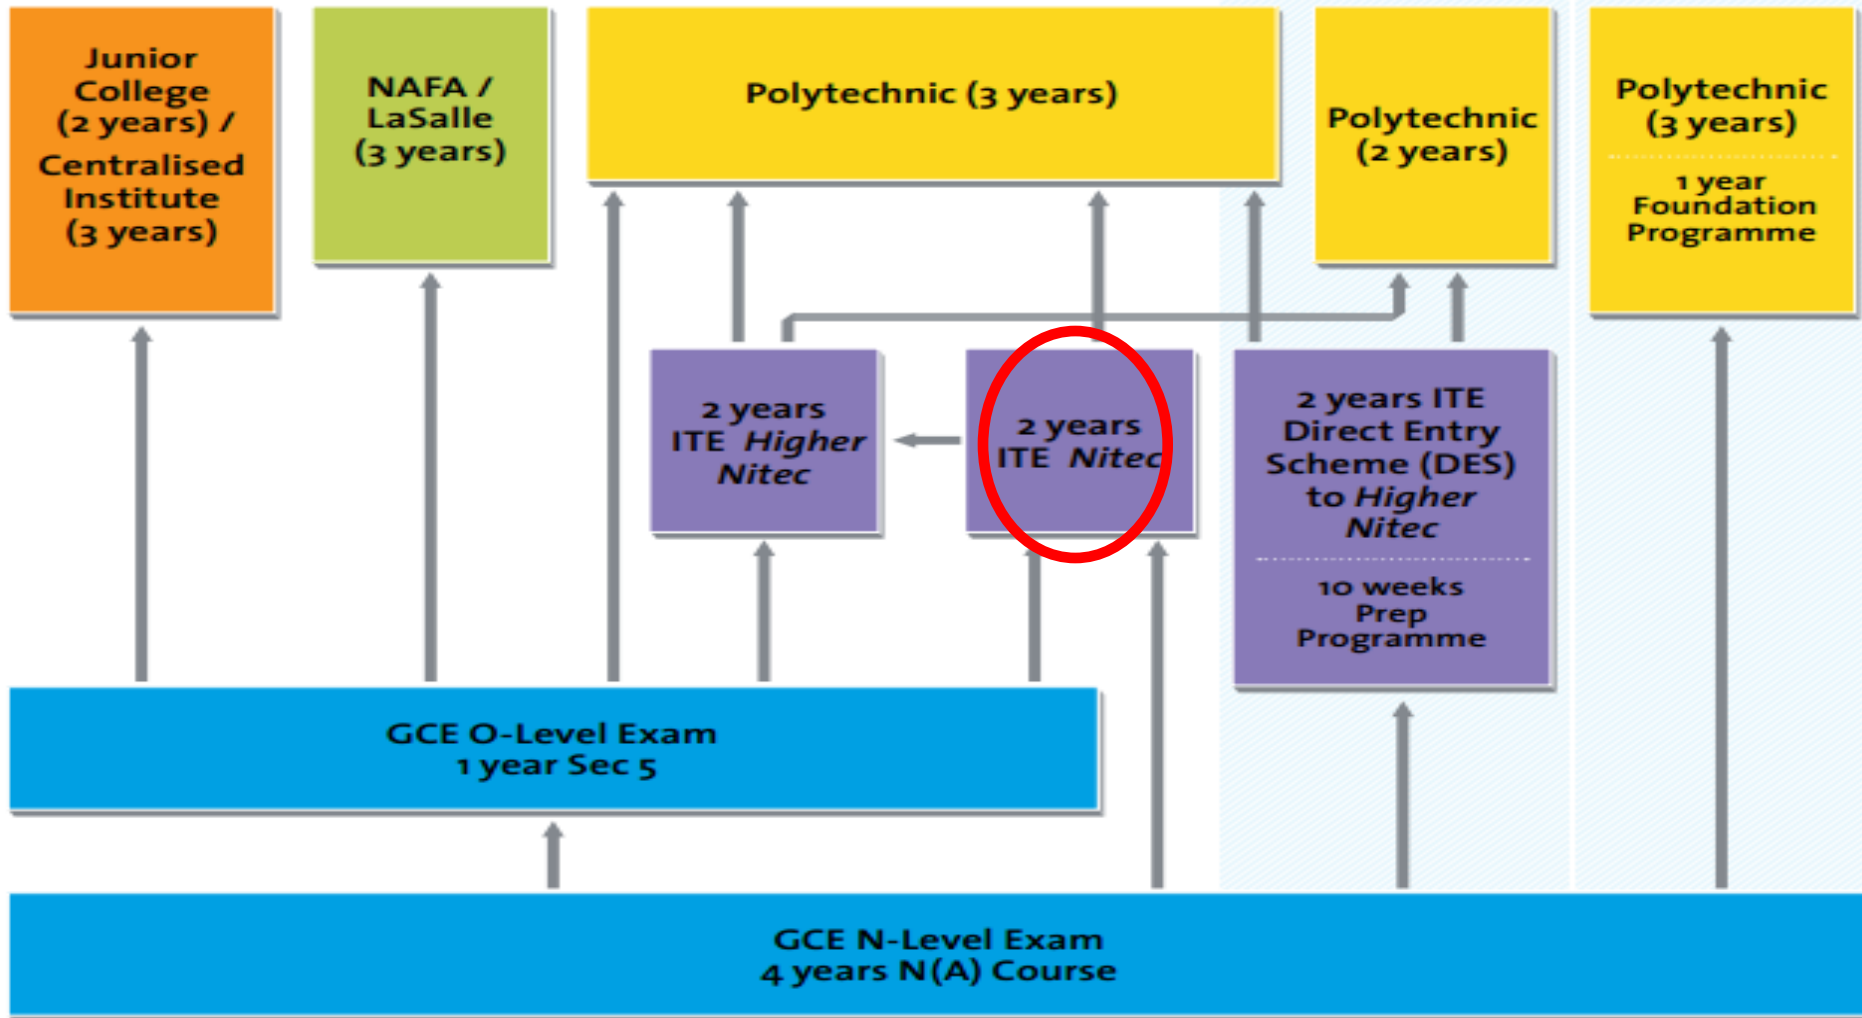 Junior
College
(2 years) /
Centralised
Institute
(3 years)
NAFA /
LaSalle
(3 years)
Polytechnic (3 years)
Polytechnic
(2 years)
Polytechnic
(3 years)
1 year
Foundation
Programme
2 years
ITE Higher
Nitec
2 years
ITE Nitec
2 years ITE
Direct Entry
Scheme (DES)
to Higher
Nitec
10 weeks
Prep
Programme
GCE O-Level Exam
1 year Sec 5
GCE N-Level Exam
4 years N(A) Course